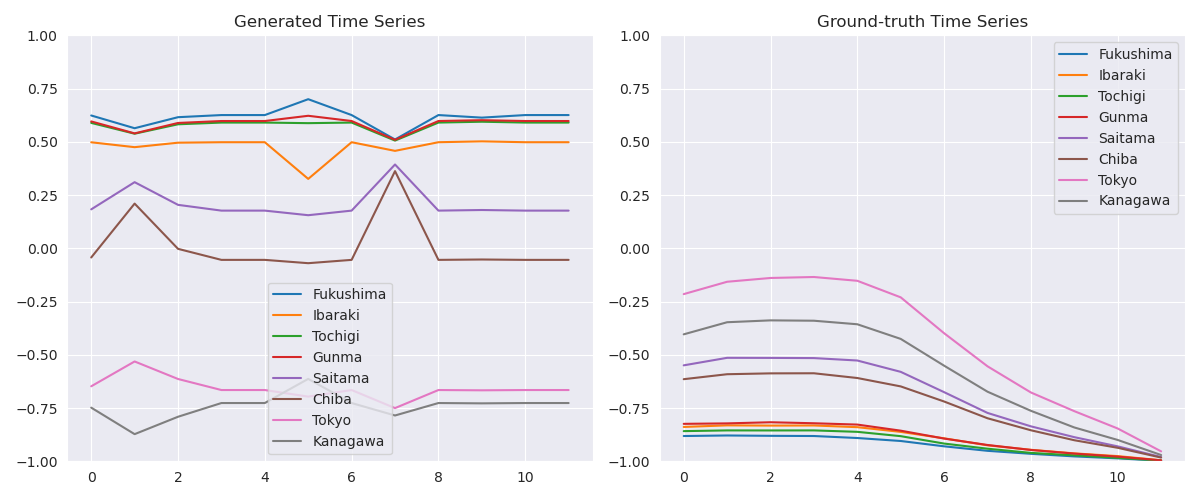 Generated Time Series
1.00
0.75
0.50
0.25
0.00
−0.25
−0.50
−0.75
−1.00
0 2 4 6 8 10
Fukushima
Ibaraki
Tochigi
Gunma
Saitama
Chiba
Tokyo
Kanagawa
Ground-truth Time Series
1.00
0.75
0.50
0.25
0.00
−0.25
−0.50
−0.75
−1.00
0 2 4 6 8 10
Fukushima
Ibaraki
Tochigi
Gunma
Saitama
Chiba
Tokyo
Kanagawa